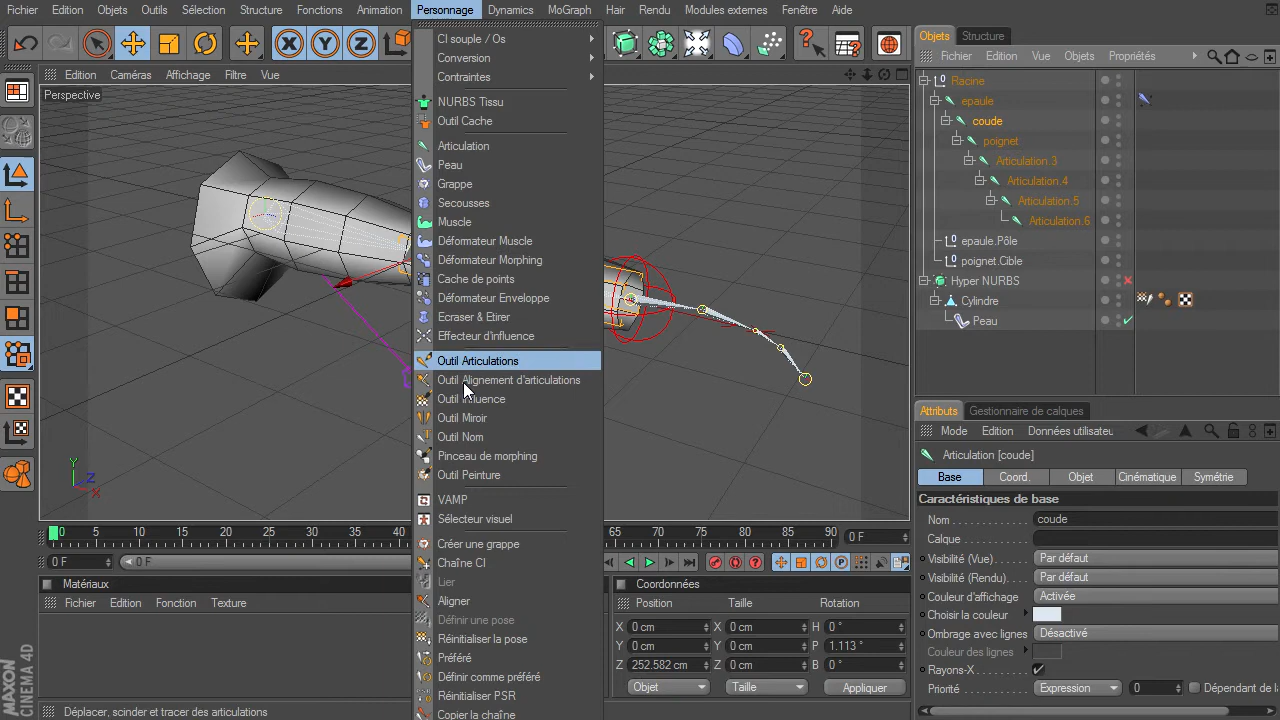 Fichier Edition Objets Outils Sélection Structure Fonctions Animation Personnage Dynamics MoGraph Hair Rendu Modules externes Fenêtre Aide
Edition Caméras Affichage Filtre Vue
Perspective
CI souple / Os
Conversion
Contraintes
NURBS Tissu
Outil Cache
Articulation
Peau
Grappe
Secousses
Muscle
Déformateur Muscle
Déformateur Morphing
Cache de points
Déformateur Enveloppe
Ecraser & Etirer
Effecteur d'influence
Outil Articulations
Outil Alignement d'articulations
Outil Influence
Outil Miroir
Outil Nom
Pinceau de morphing
Outil Peinture
VAMP
Sélecteur visuel
Créer une grappe
Chaîne CI
Lier
Aligner
Définir une pose
Réinitialiser la pose
Préféré
Définir comme préféré
Réinitialiser PSR
Copier la chaîne
X Y Z
Y
Z
X
0 5 10 15 20 25 30 35 40 65 70 75 80 85 90 0 F
0 F 0 F
Matériaux
Fichier Edition Fonction Texture
Coordonnées
Position Taille Rotation
X 0 cm X 0 cm H 0 °
Y 0 cm Y 0 cm P 1.113 °
Z 252.582 cm Z 0 cm B 0 °
Objet Taille Appliquer
MAXON
CINEMA 4D
Déplacer, scinder et tracer des articulations
Objets Structure
Fichier Edition Vue Objets Propriétés
Racine
epaule
coude
poignet
Articulation.3
Articulation.4
Articulation.5
Articulation.6
epaule.Pôle
poignet.Cible
Hyper NURBS
Cylindre
Peau
Attributs Gestionnaire de calques
Mode Edition Données utilisateu
Articulation [coude]
Base Coord. Objet Cinématique Symétrie
Caractéristiques de base
Nom coude
Calque
Visibilité (Vue) Par défaut
Visibilité (Rendu) Par défaut
Couleur d'affichage Activée
Choisir la couleur
Ombrage avec lignes Désactivé
Couleur des lignes
Rayons-X
Priorité Expression 0 Dépendant de l